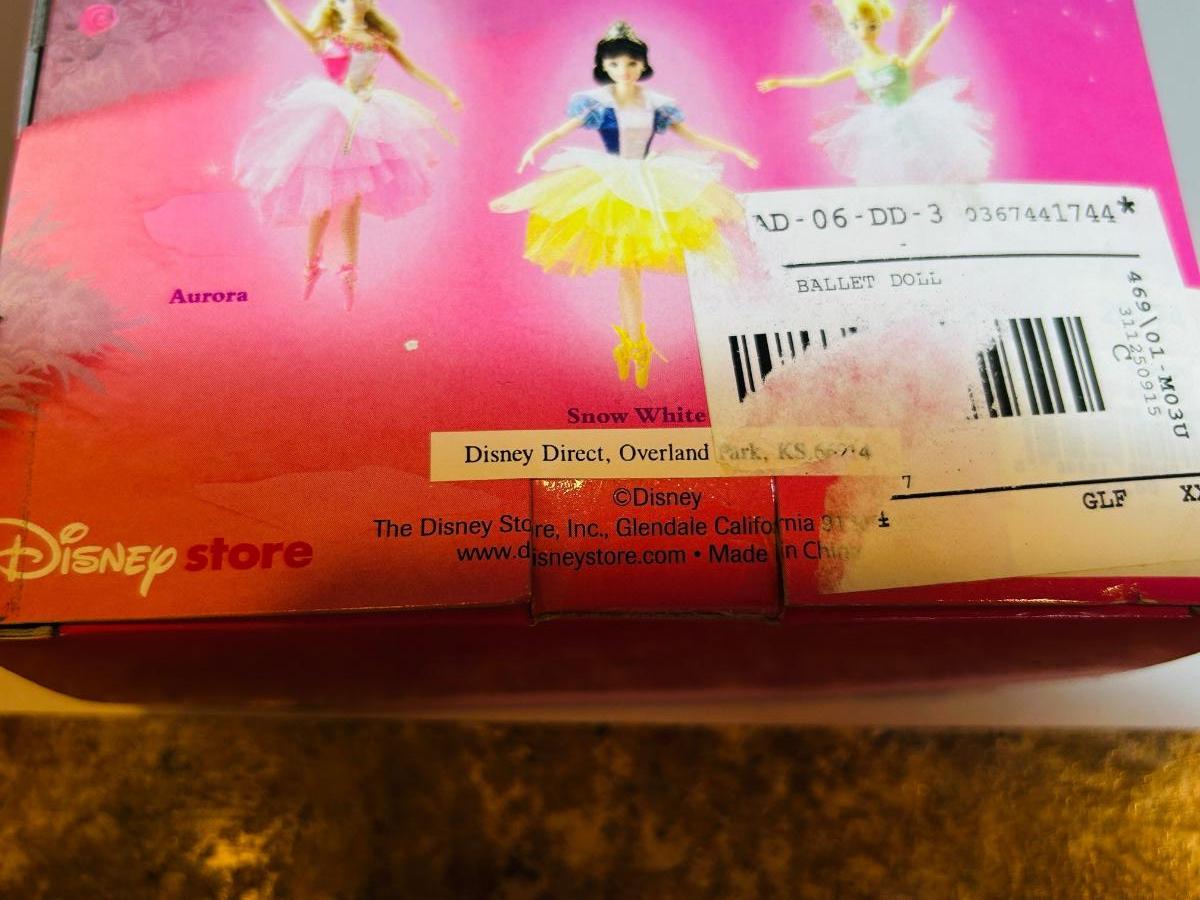 AD-06-DD-3 0367441744*
BALLET DOLL
469\01-M03U
311250915
C
Aurora
Snow White
Disney Direct, Overland Park, KS
7
GLF
©Disney
The Disney Store, Inc., Glendale California
www.disneystore.com • Made in China
Disney store